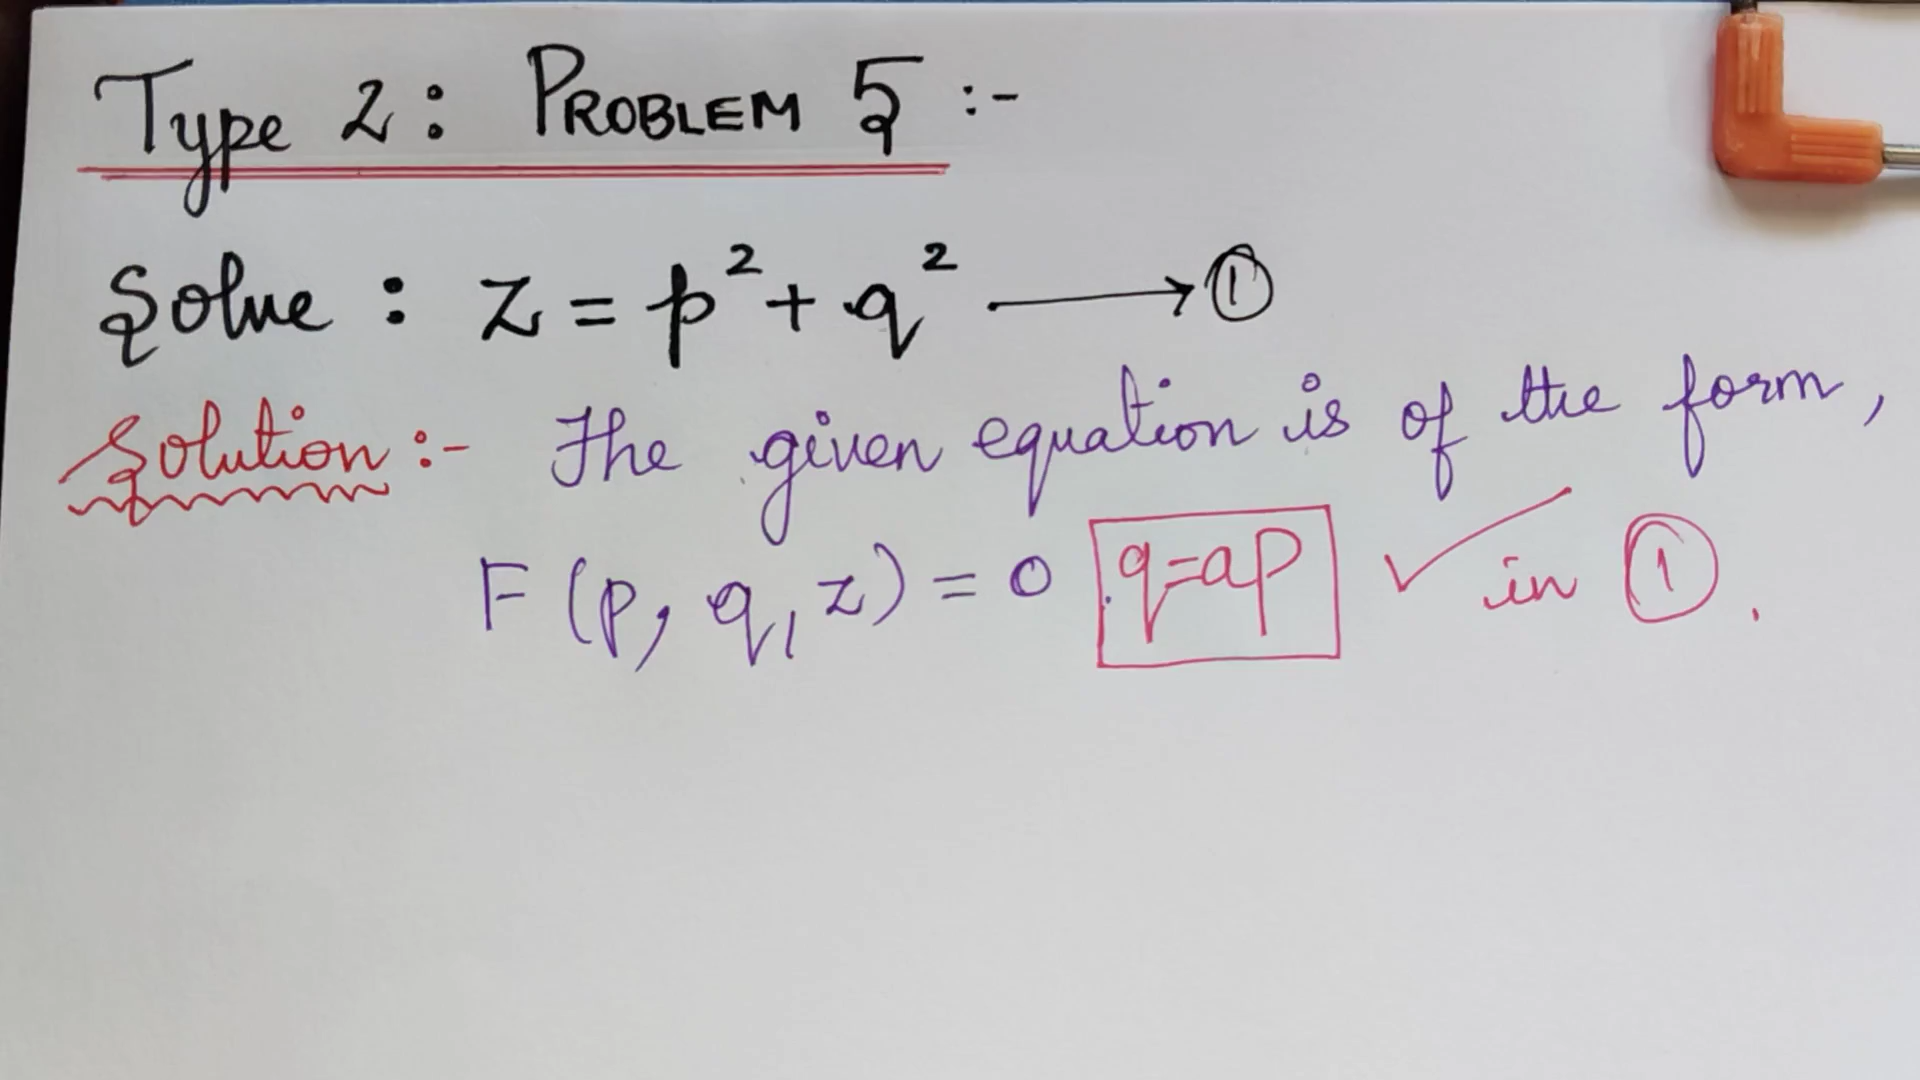 Type 2: PROBLEM 5 :-
Solve : z = p² + q² ⟶ ①
Solution :- The given equation is of the form,
F (p, q, z) = 0 q=ap ✓ in ①.